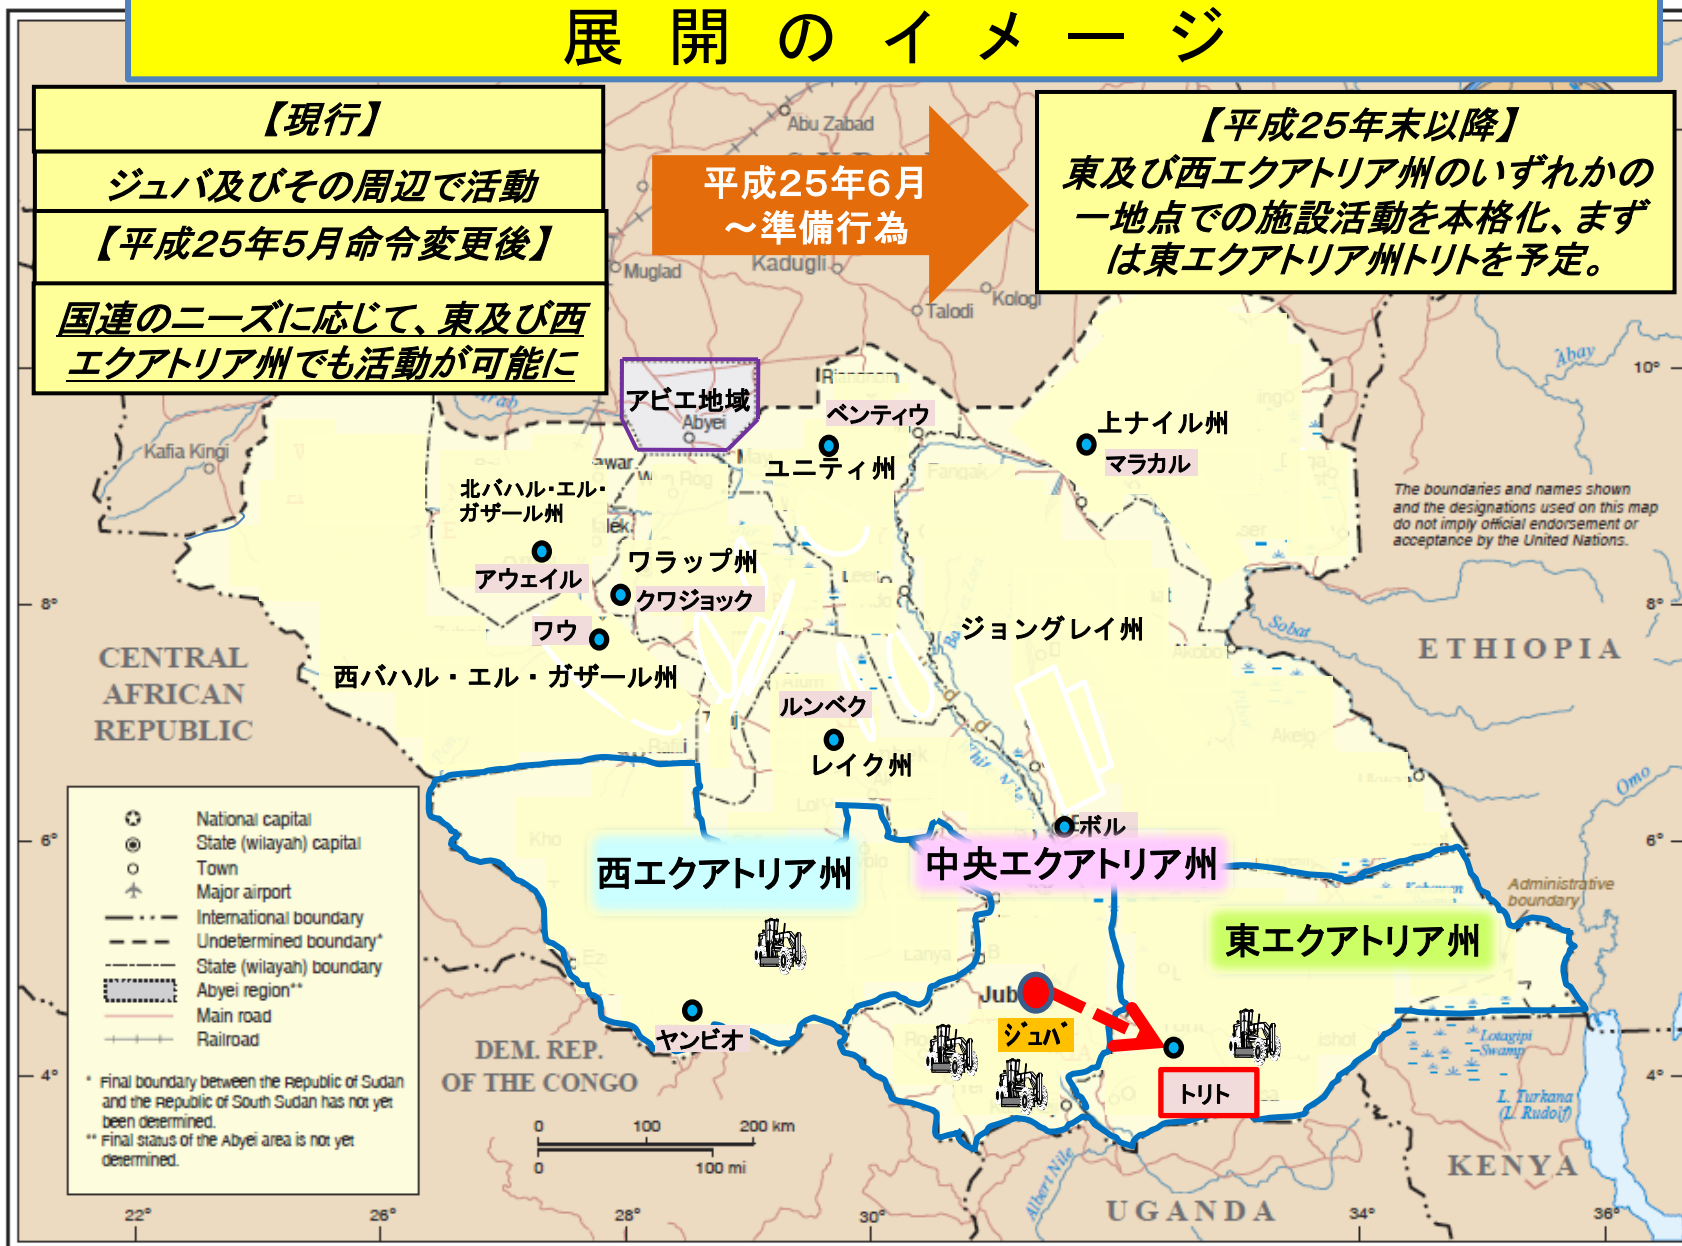 展開のイメージ
【現行】
ジュバ及びその周辺で活動
【平成25年5月命令変更後】
国連のニーズに応じて、東及び西
エクアトリア州でも活動が可能に
平成25年6月
～準備行為
【平成25年末以降】
東及び西エクアトリア州のいずれかの
一地点での施設活動を本格化、まず
は東エクアトリア州トリトを予定。
Abu Zabad
Muglad
Kadugli
Talodi
Kologi
Abay
10°
アビエ地域
Abyei
ベンティウ
ユニティ州
上ナイル州
マラカル
Kafia Kingi
北バハル・エル・
ガザール州
アウェイル
ワラップ州
クワジョック
ワウ
西バハル・エル・ガザール州
Fangak
The boundaries and names shown
and the designations used on this map
do not imply official endorsement or
acceptance by the United Nations.
8°
8°
ジョングレイ州
Sobat
Akobo
ETHIOPIA
CENTRAL
AFRICAN
REPUBLIC
ルンベク
レイク州
Akelo
Omo
National capital
State (wilayah) capital
Town
Major airport
International boundary
Undetermined boundary*
State (wilayah) boundary
Abyei region**
Main road
Railroad
* Final boundary between the Republic of Sudan
and the Republic of South Sudan has not yet
been determined.
** Final status of the Abyei area is not yet
determined.
6°
6°
ボル
西エクアトリア州
中央エクアトリア州
東エクアトリア州
Administrative
boundary
Lanya
Jub
ジュバ
ヤンビオ
トリト
DEM. REP.
OF THE CONGO
Lotagipi
Swamp
L. Turkana
(L. Rudolf)
4°
4°
0 100 200 km
0 100 mi
Albert Nile
UGANDA
KENYA
22°
26°
28°
30°
34°
36°